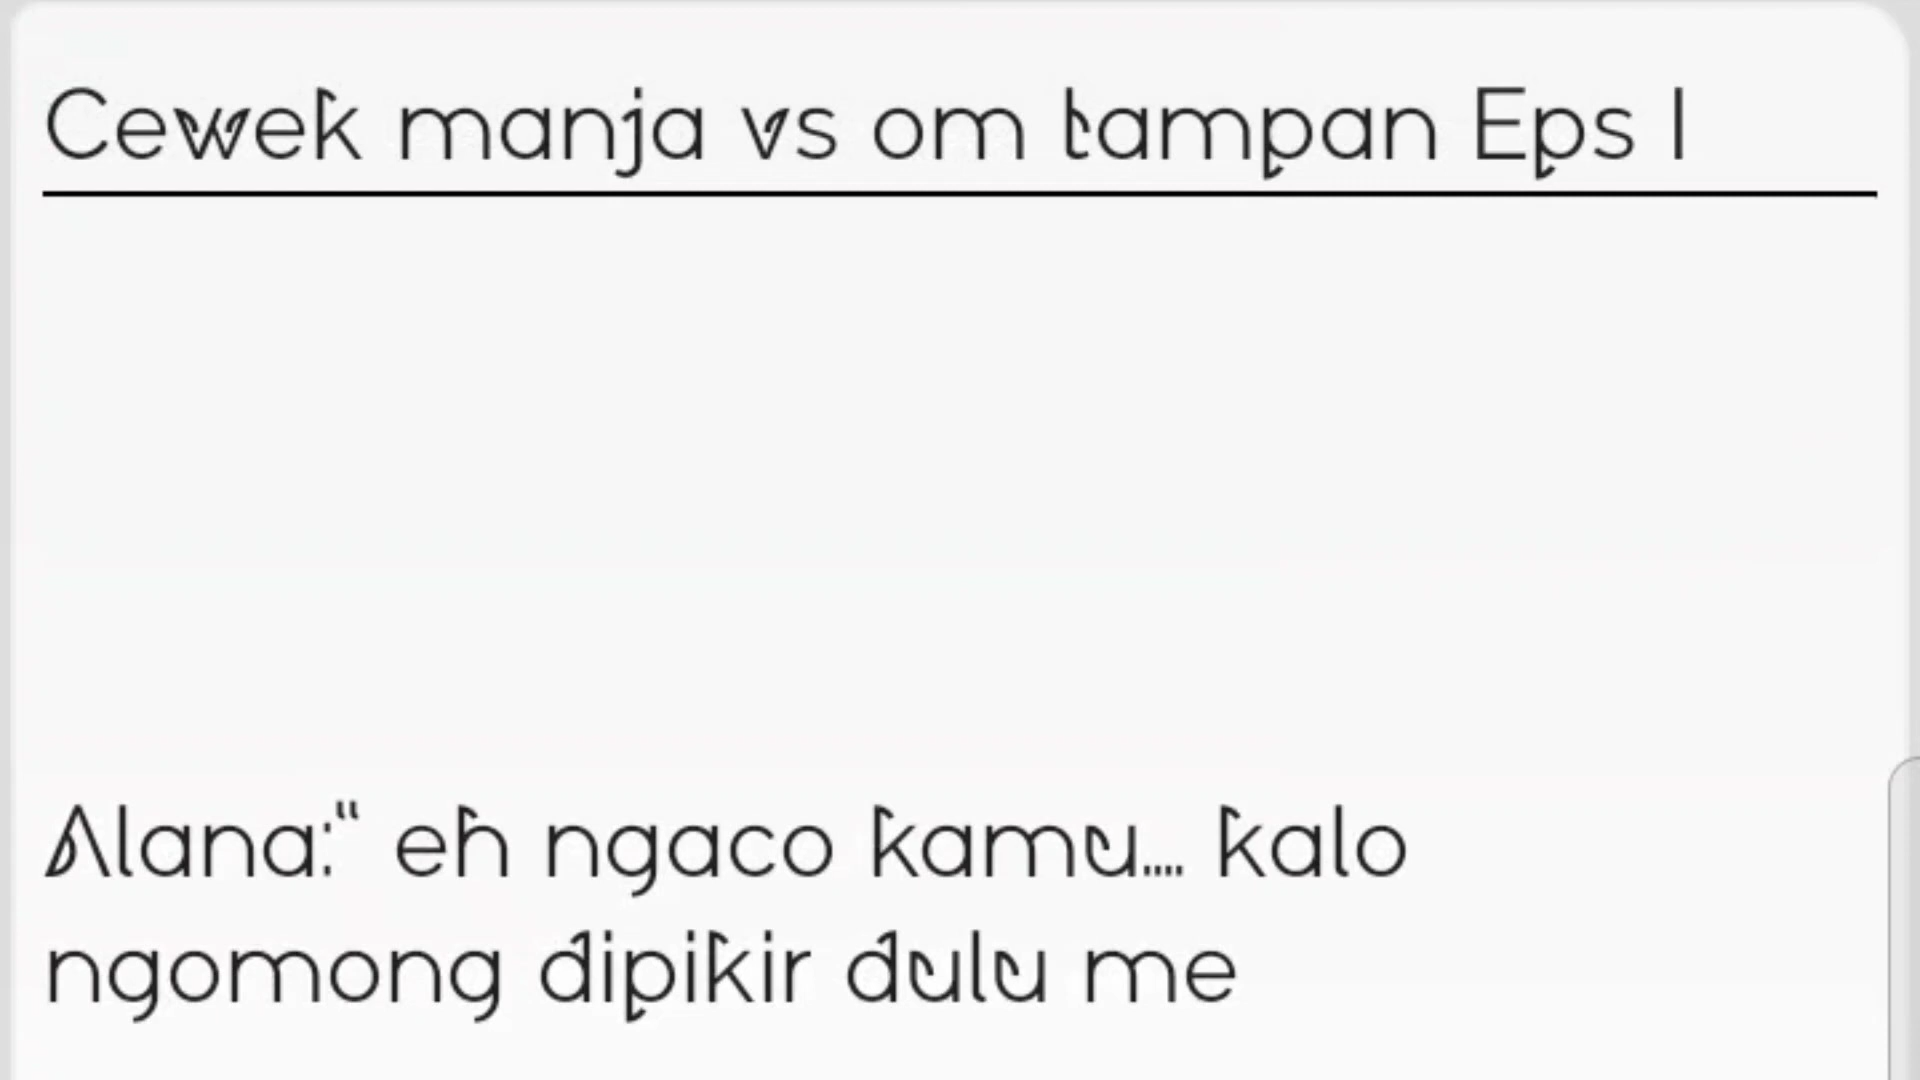 Cewek manja vs om tampan Eps 1
Alana:“ eh ngaco kamu.... kalo
ngomong dipikir dulu me